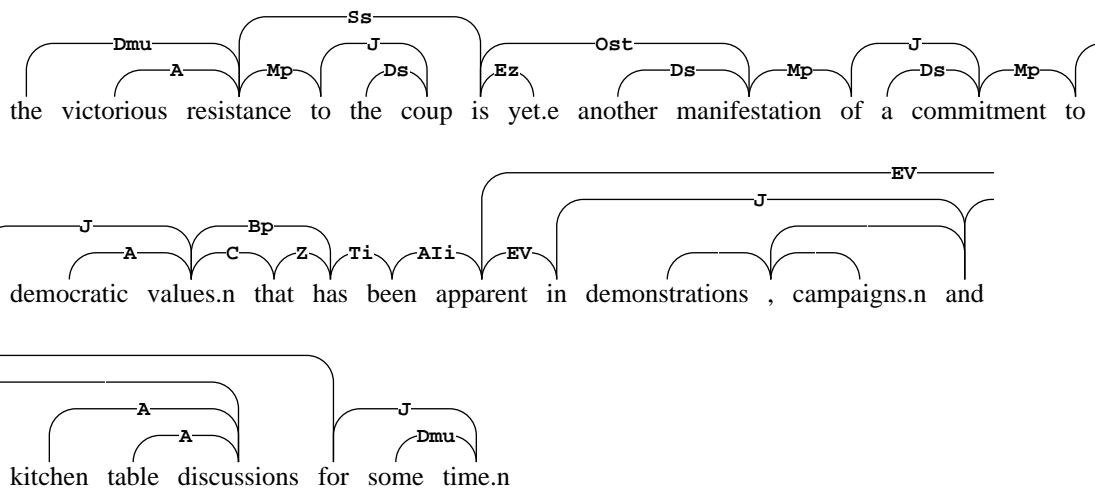 Ss
Dmu J Ost J
A Mp Ds Ez Ds Mp Ds Mp
the victorious resistance to the coup is yet.e another manifestation of a commitment to
EV
J
J Bp
A C Z Ti AIi EV
democratic values.n that has been apparent in demonstrations , campaigns.n and
A J
A Dmu
kitchen table discussions for some time.n